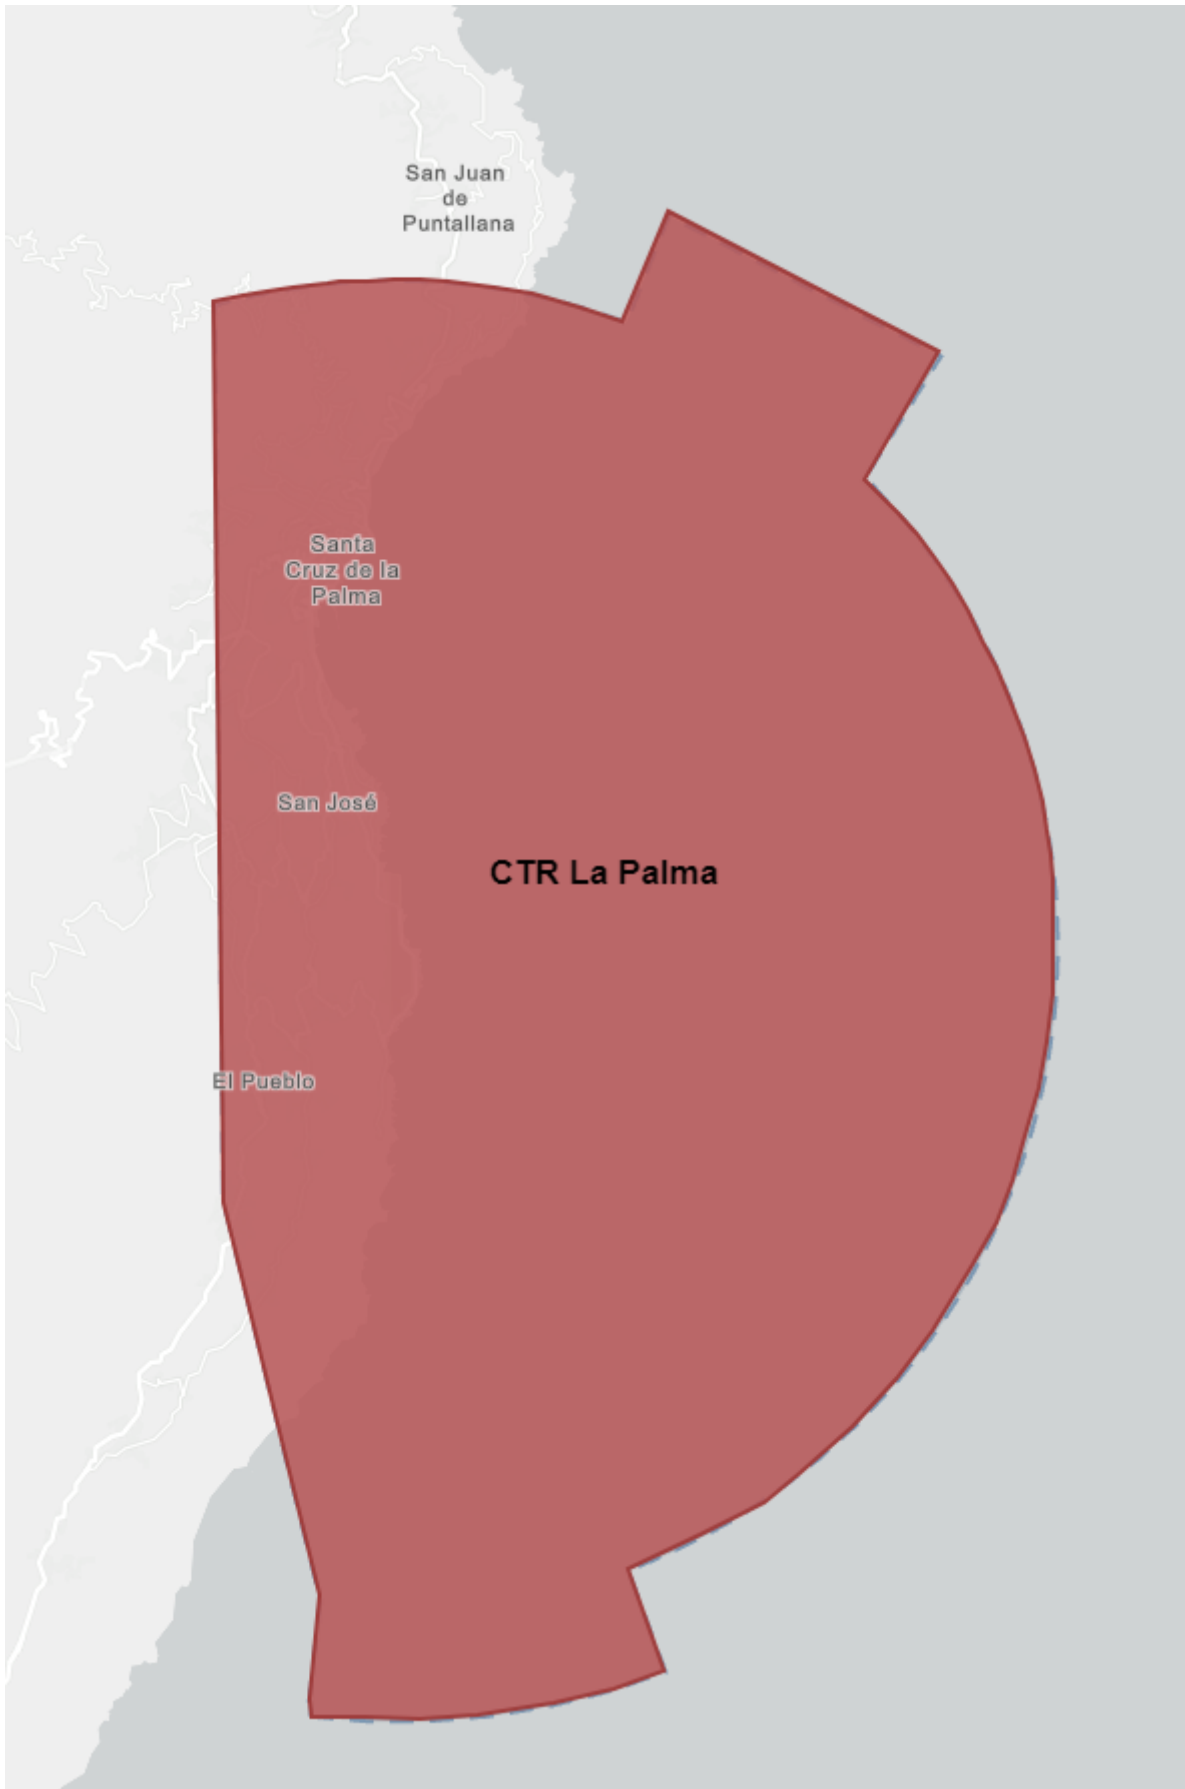 San Juan
de
Puntallana
Santa
Cruz de la
Palma
San José
CTR La Palma
El Pueblo